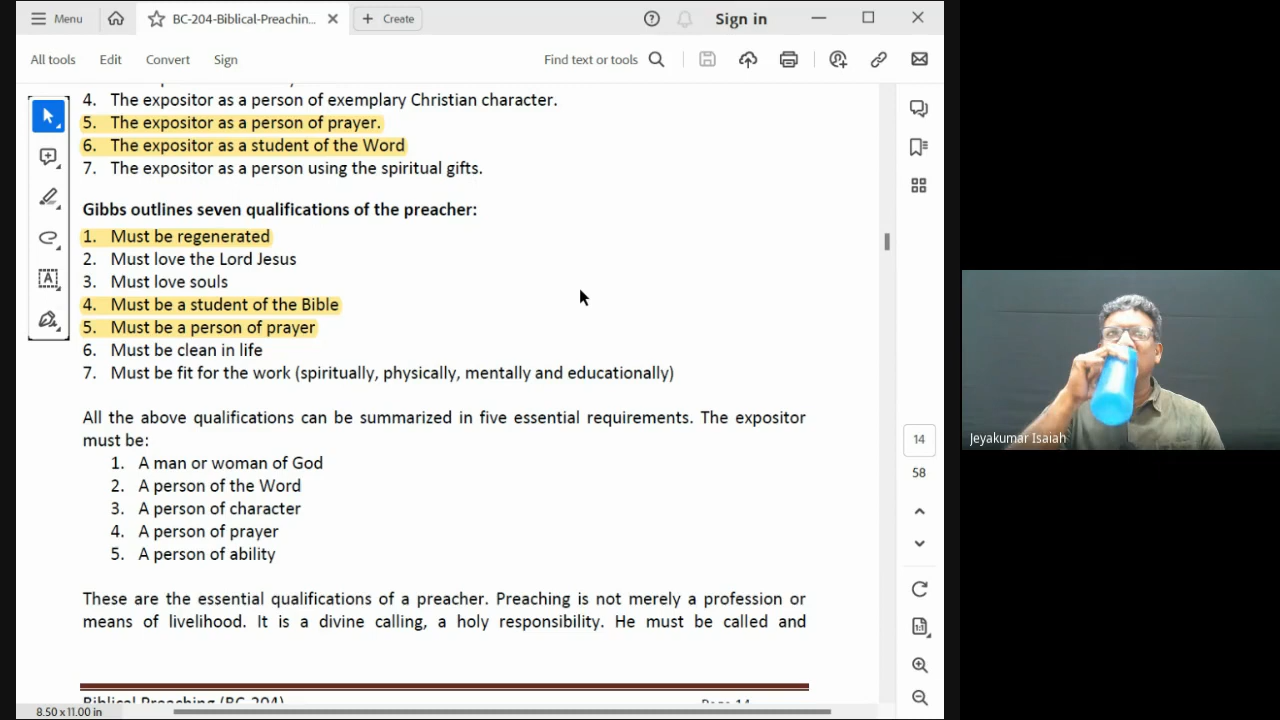 Menu
BC-204-Biblical-Preachin...
Create
Sign in
All tools
Edit
Convert
Sign
Find text or tools
4. The expositor as a person of exemplary Christian character.
5. The expositor as a person of prayer.
6. The expositor as a student of the Word
7. The expositor as a person using the spiritual gifts.
Gibbs outlines seven qualifications of the preacher:
1. Must be regenerated
2. Must love the Lord Jesus
3. Must love souls
4. Must be a student of the Bible
5. Must be a person of prayer
6. Must be clean in life
7. Must be fit for the work (spiritually, physically, mentally and educationally)
All the above qualifications can be summarized in five essential requirements. The expositor
must be:
1. A man or woman of God
2. A person of the Word
3. A person of character
4. A person of prayer
5. A person of ability
These are the essential qualifications of a preacher. Preaching is not merely a profession or
means of livelihood. It is a divine calling, a holy responsibility. He must be called and
Biblical Preaching (BC-204)
Page 14
8.50 x 11.00 in
14
58
Jeyakumar Isaiah